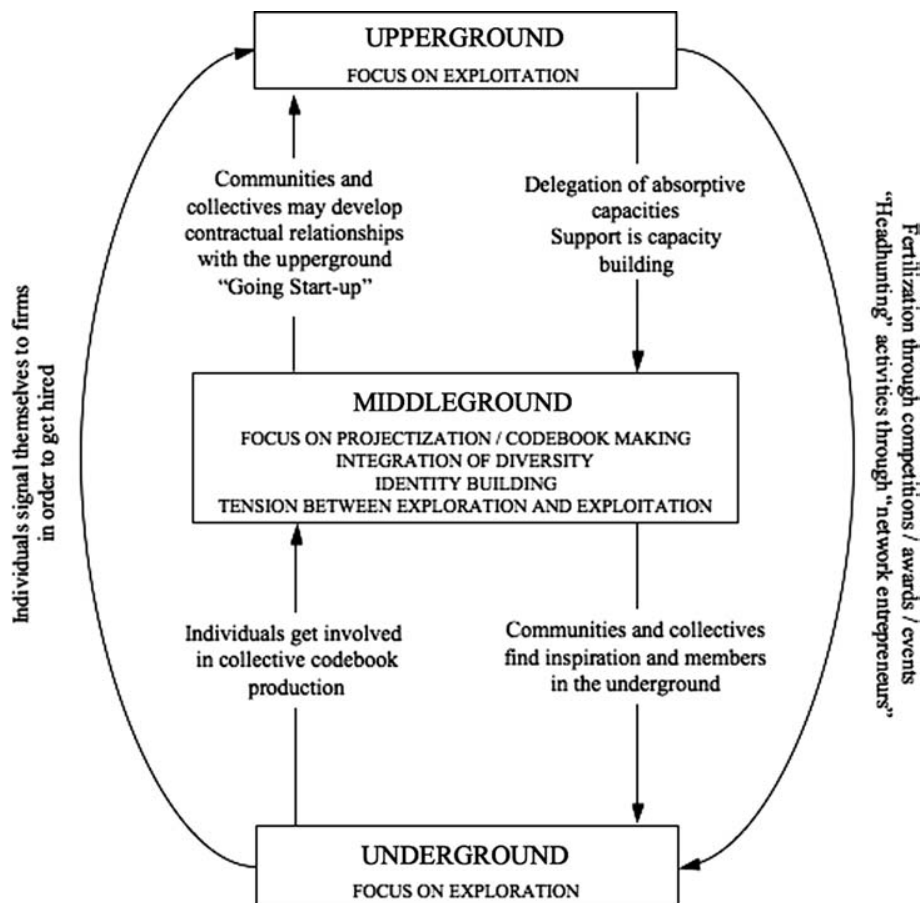 UPPERGROUND
FOCUS ON EXPLOITATION
Communities and
collectives may develop
contractual relationships
with the upperground
“Going Start-up”
Delegation of absorptive
capacities
Support is capacity
building
Individuals signal themselves to firms
in order to get hired
Fertilization through competitions / awards / events
“Headhunting” activities through “network entrepreneurs”
MIDDLEGROUND
FOCUS ON PROJECTIZATION / CODEBOOK MAKING
INTEGRATION OF DIVERSITY
IDENTITY BUILDING
TENSION BETWEEN EXPLORATION AND EXPLOITATION
Individuals get involved
in collective codebook
production
Communities and collectives
find inspiration and members
in the underground
UNDERGROUND
FOCUS ON EXPLORATION